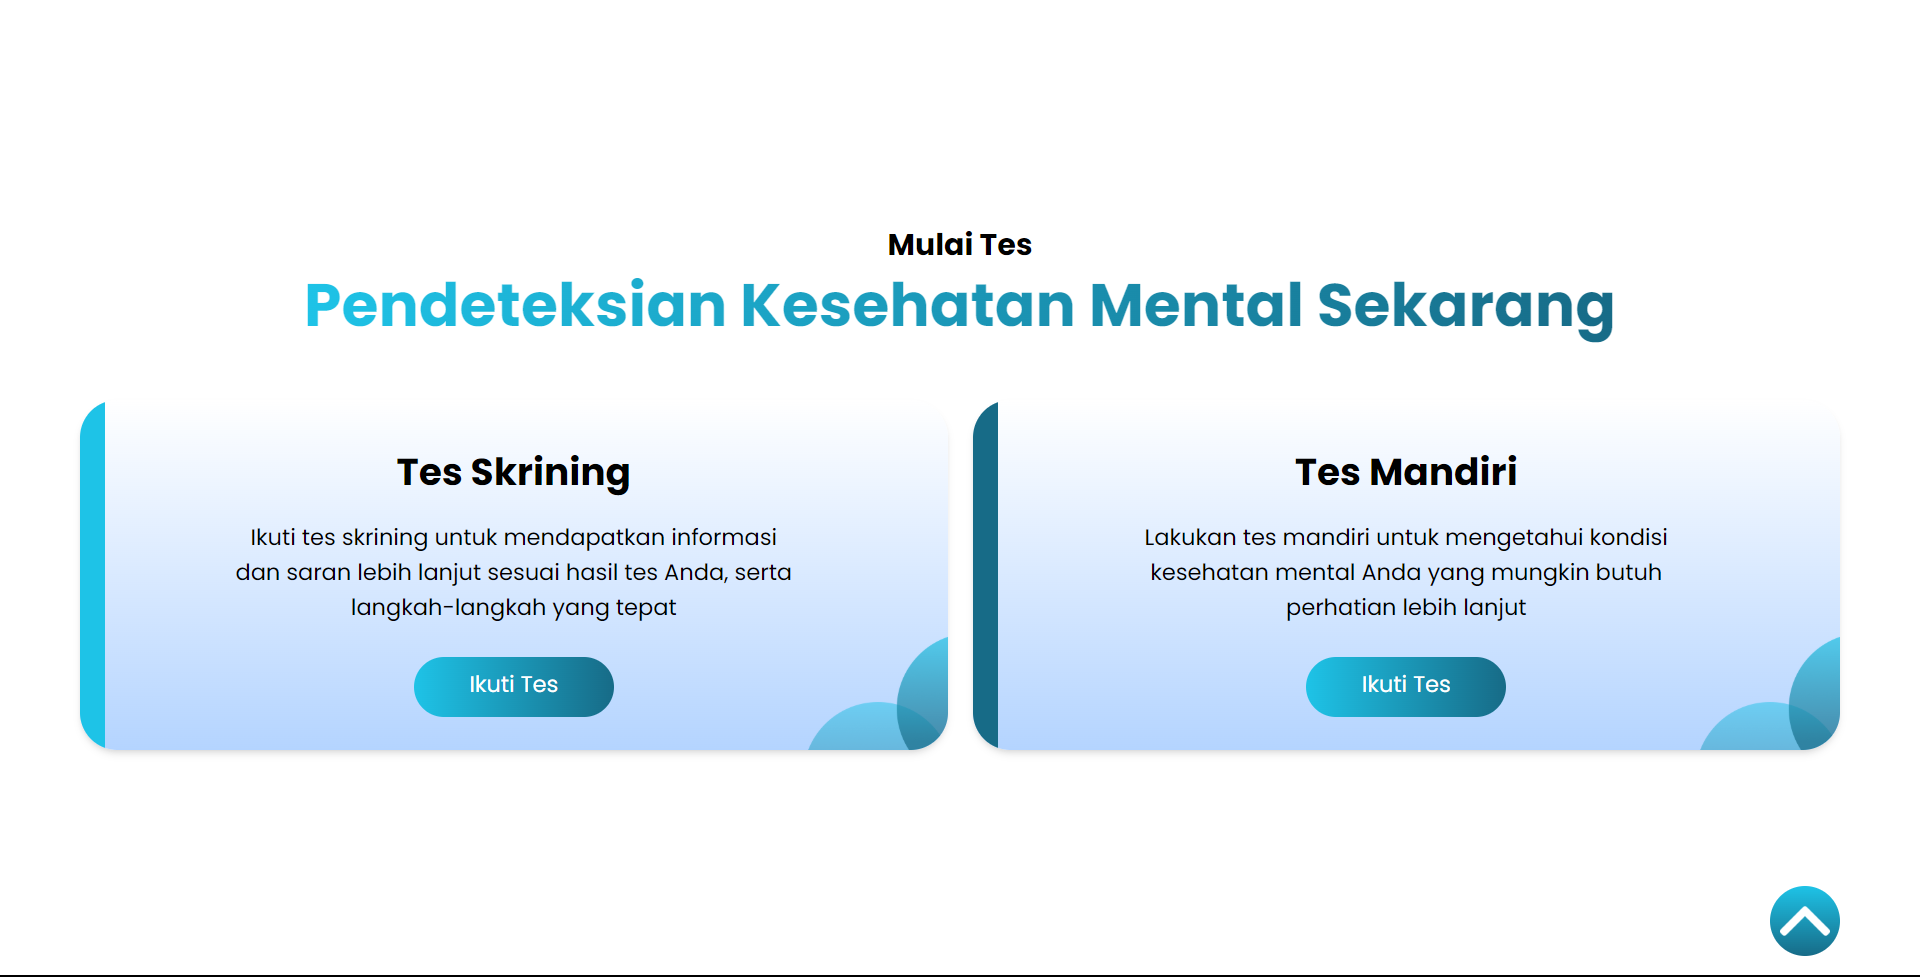 Mulai Tes
Pendeteksian Kesehatan Mental Sekarang
Tes Skrining
Ikuti tes skrining untuk mendapatkan informasi
dan saran lebih lanjut sesuai hasil tes Anda, serta
langkah-langkah yang tepat
Ikuti Tes
Tes Mandiri
Lakukan tes mandiri untuk mengetahui kondisi
kesehatan mental Anda yang mungkin butuh
perhatian lebih lanjut
Ikuti Tes